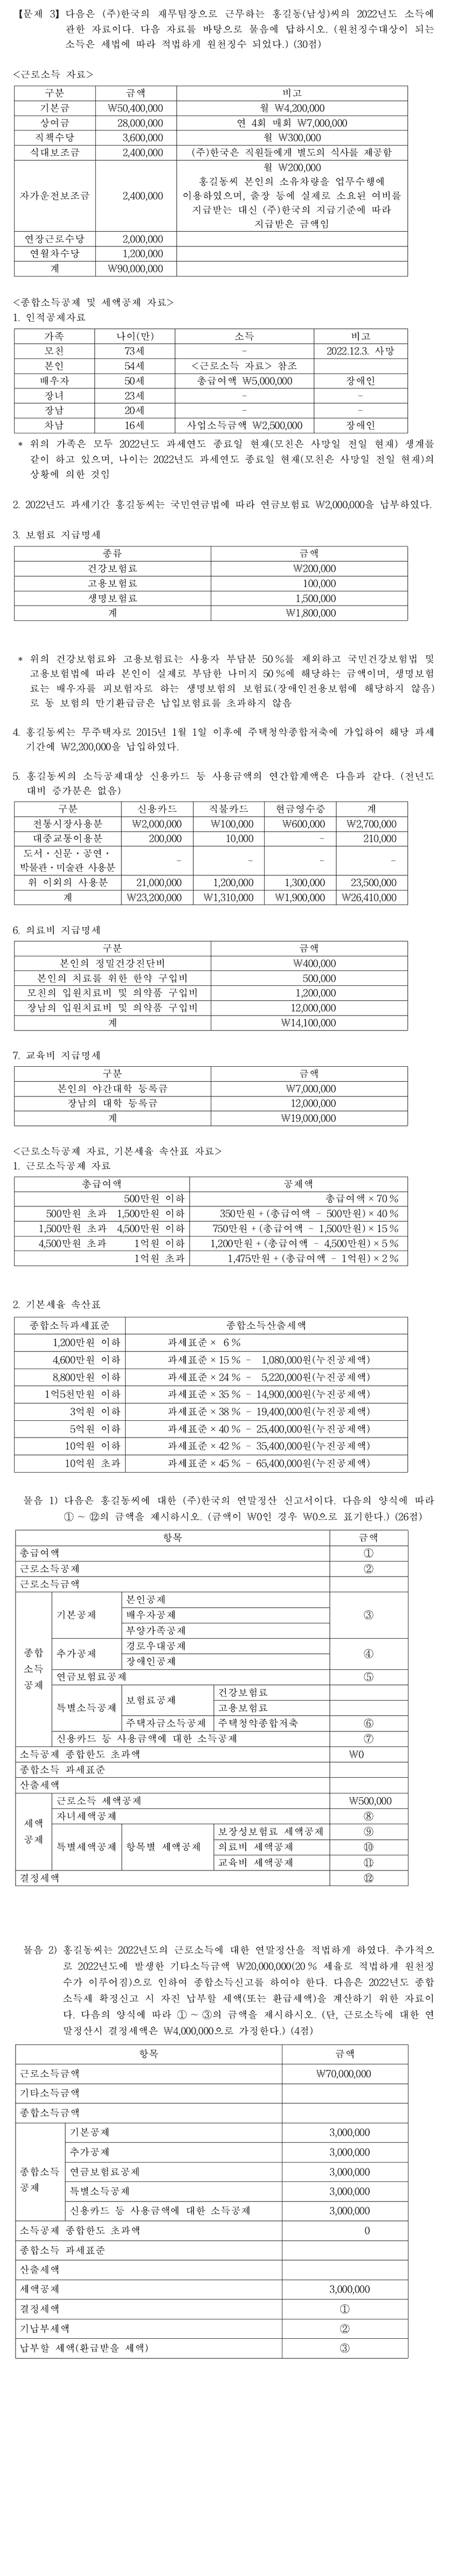 【문제 3】 다음은 (주)한국의 재무팀장으로 근무하는 홍길동(남성)씨의 2022년도 소득에
관한 자료이다. 다음 자료를 바탕으로 물음에 답하시오. (원천징수대상이 되는
소득은 세법에 따라 적법하게 원천징수 되었다.) (30점)
<근로소득 자료>
구분 금액 비고
기본금 ₩50,400,000 월 ₩4,200,000
상여금 28,000,000 연 4회 매회 ₩7,000,000
직책수당 3,600,000 월 ₩300,000
식대보조금 2,400,000 (주)한국은 직원들에게 별도의 식사를 제공함
자가운전보조금 2,400,000 월 ₩200,000
홍길동씨 본인의 소유차량을 업무수행에
이용하였으며, 출장 등에 실제로 소요된 여비를
지급받는 대신 (주)한국의 지급기준에 따라
지급받은 금액임
연장근로수당 2,000,000
연월차수당 1,200,000
계 ₩90,000,000
<종합소득공제 및 세액공제 자료>
1. 인적공제자료
가족 나이(만) 소득 비고
모친 73세 - 2022.12.3. 사망
본인 54세 <근로소득 자료> 참조
배우자 50세 총급여액 ₩5,000,000 장애인
장녀 23세 - -
장남 20세 - -
차남 16세 사업소득금액 ₩2,500,000 장애인
* 위의 가족은 모두 2022년도 과세연도 종료일 현재(모친은 사망일 전일 현재) 생계를
같이 하고 있으며, 나이는 2022년도 과세연도 종료일 현재(모친은 사망일 전일 현재)의
상황에 의한 것임
2. 2022년도 과세기간 홍길동씨는 국민연금법에 따라 연금보험료 ₩2,000,000을 납부하였다.
3. 보험료 지급명세
종류 금액
건강보험료 ₩200,000
고용보험료 100,000
생명보험료 1,500,000
계 ₩1,800,000
* 위의 건강보험료와 고용보험료는 사용자 부담분 50%를 제외하고 국민건강보험법 및
고용보험법에 따라 본인이 실제로 부담한 나머지 50%에 해당하는 금액이며, 생명보험
료는 배우자를 피보험자로 하는 생명보험의 보험료(장애인전용보험에 해당하지 않음)
로 동 보험의 만기환급금은 납입보험료를 초과하지 않음
4. 홍길동씨는 무주택자로 2015년 1월 1일 이후에 주택청약종합저축에 가입하여 해당 과세
기간에 ₩2,200,000을 납입하였다.
5. 홍길동씨의 소득공제대상 신용카드 등 사용금액의 연간합계액은 다음과 같다. (전년도
대비 증가분은 없음)
구분 신용카드 직불카드 현금영수증 계
전통시장사용분 ₩2,000,000 ₩100,000 ₩600,000 ₩2,700,000
대중교통이용분 200,000 10,000 - 210,000
도서·신문·공연·
박물관·미술관 사용분 - - - -
위 이외의 사용분 21,000,000 1,200,000 1,300,000 23,500,000
계 ₩23,200,000 ₩1,310,000 ₩1,900,000 ₩26,410,000
6. 의료비 지급명세
구분 금액
본인의 정밀건강진단비 ₩400,000
본인의 치료를 위한 한약 구입비 500,000
모친의 입원치료비 및 의약품 구입비 1,200,000
장남의 입원치료비 및 의약품 구입비 12,000,000
계 ₩14,100,000
7. 교육비 지급명세
구분 금액
본인의 야간대학 등록금 ₩7,000,000
장남의 대학 등록금 12,000,000
계 ₩19,000,000
<근로소득공제 자료, 기본세율 속산표 자료>
1. 근로소득공제 자료
총급여액 공제액
500만원 이하 총급여액×70%
500만원 초과 1,500만원 이하 350만원+(총급여액 - 500만원)×40%
1,500만원 초과 4,500만원 이하 750만원+(총급여액 - 1,500만원)×15%
4,500만원 초과 1억원 이하 1,200만원+(총급여액 - 4,500만원)×5%
1억원 초과 1,475만원+(총급여액 - 1억원)×2%
2. 기본세율 속산표
종합소득과세표준 종합소득산출세액
1,200만원 이하 과세표준× 6%
4,600만원 이하 과세표준×15% - 1,080,000원(누진공제액)
8,800만원 이하 과세표준×24% - 5,220,000원(누진공제액)
1억5천만원 이하 과세표준×35% - 14,900,000원(누진공제액)
3억원 이하 과세표준×38% - 19,400,000원(누진공제액)
5억원 이하 과세표준×40% - 25,400,000원(누진공제액)
10억원 이하 과세표준×42% - 35,400,000원(누진공제액)
10억원 초과 과세표준×45% - 65,400,000원(누진공제액)
물음 1) 다음은 홍길동씨에 대한 (주)한국의 연말정산 신고서이다. 다음의 양식에 따라
①~⑫의 금액을 제시하시오. (금액이 ₩0인 경우 ₩0으로 표기한다.) (26점)
항목 금액
총급여액 ①
근로소득공제 ②
근로소득금액
종합
소득
공제
기본공제 본인공제
배우자공제 ③
부양가족공제
추가공제 경로우대공제 ④
장애인공제
연금보험료공제 ⑤
특별소득공제 보험료공제 건강보험료
고용보험료
주택자금소득공제 주택청약종합저축 ⑥
신용카드 등 사용금액에 대한 소득공제 ⑦
소득공제 종합한도 초과액 ₩0
종합소득 과세표준
산출세액
세액
공제
근로소득 세액공제 ₩500,000
자녀세액공제 ⑧
특별세액공제 항목별 세액공제 보장성보험료 세액공제 ⑨
의료비 세액공제 ⑩
교육비 세액공제 ⑪
결정세액 ⑫
물음 2) 홍길동씨는 2022년도의 근로소득에 대한 연말정산을 적법하게 하였다. 추가적으
로 2022년도에 발생한 기타소득금액 ₩20,000,000(20% 세율로 적법하게 원천징
수가 이루어짐)으로 인하여 종합소득신고를 하여야 한다. 다음은 2022년도 종합
소득세 확정신고 시 자진 납부할 세액(또는 환급세액)을 계산하기 위한 자료이
다. 다음의 양식에 따라 ①~③의 금액을 제시하시오. (단, 근로소득에 대한 연
말정산시 결정세액은 ₩4,000,000으로 가정한다.) (4점)
항목 금액
근로소득금액 ₩70,000,000
기타소득금액
종합소득금액
종합소득
공제
기본공제 3,000,000
추가공제 3,000,000
연금보험료공제 3,000,000
특별소득공제 3,000,000
신용카드 등 사용금액에 대한 소득공제 3,000,000
소득공제 종합한도 초과액 0
종합소득 과세표준
산출세액
세액공제 3,000,000
결정세액 ①
기납부세액 ②
납부할 세액(환급받을 세액) ③